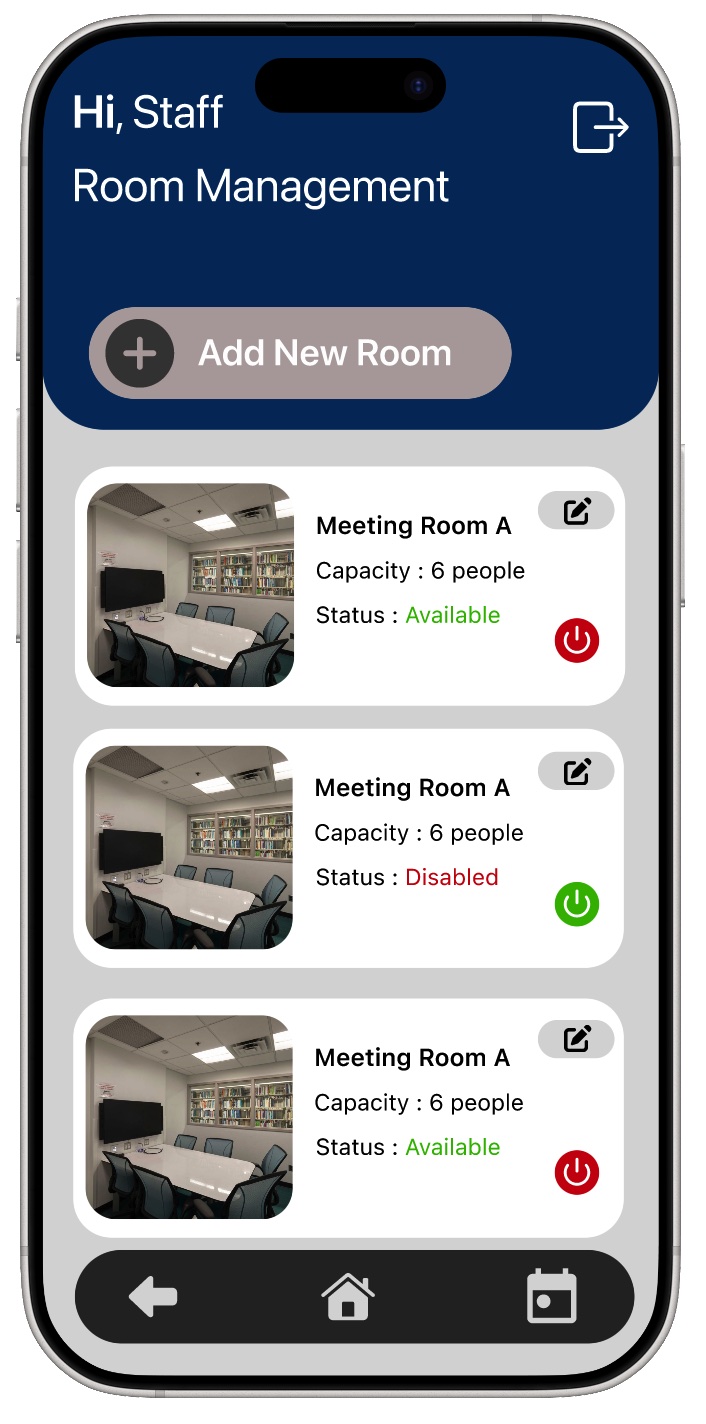 Hi, Staff
Room Management
Add New Room
Meeting Room A
Capacity : 6 people
Status : Available
Meeting Room A
Capacity : 6 people
Status : Disabled
Meeting Room A
Capacity : 6 people
Status : Available